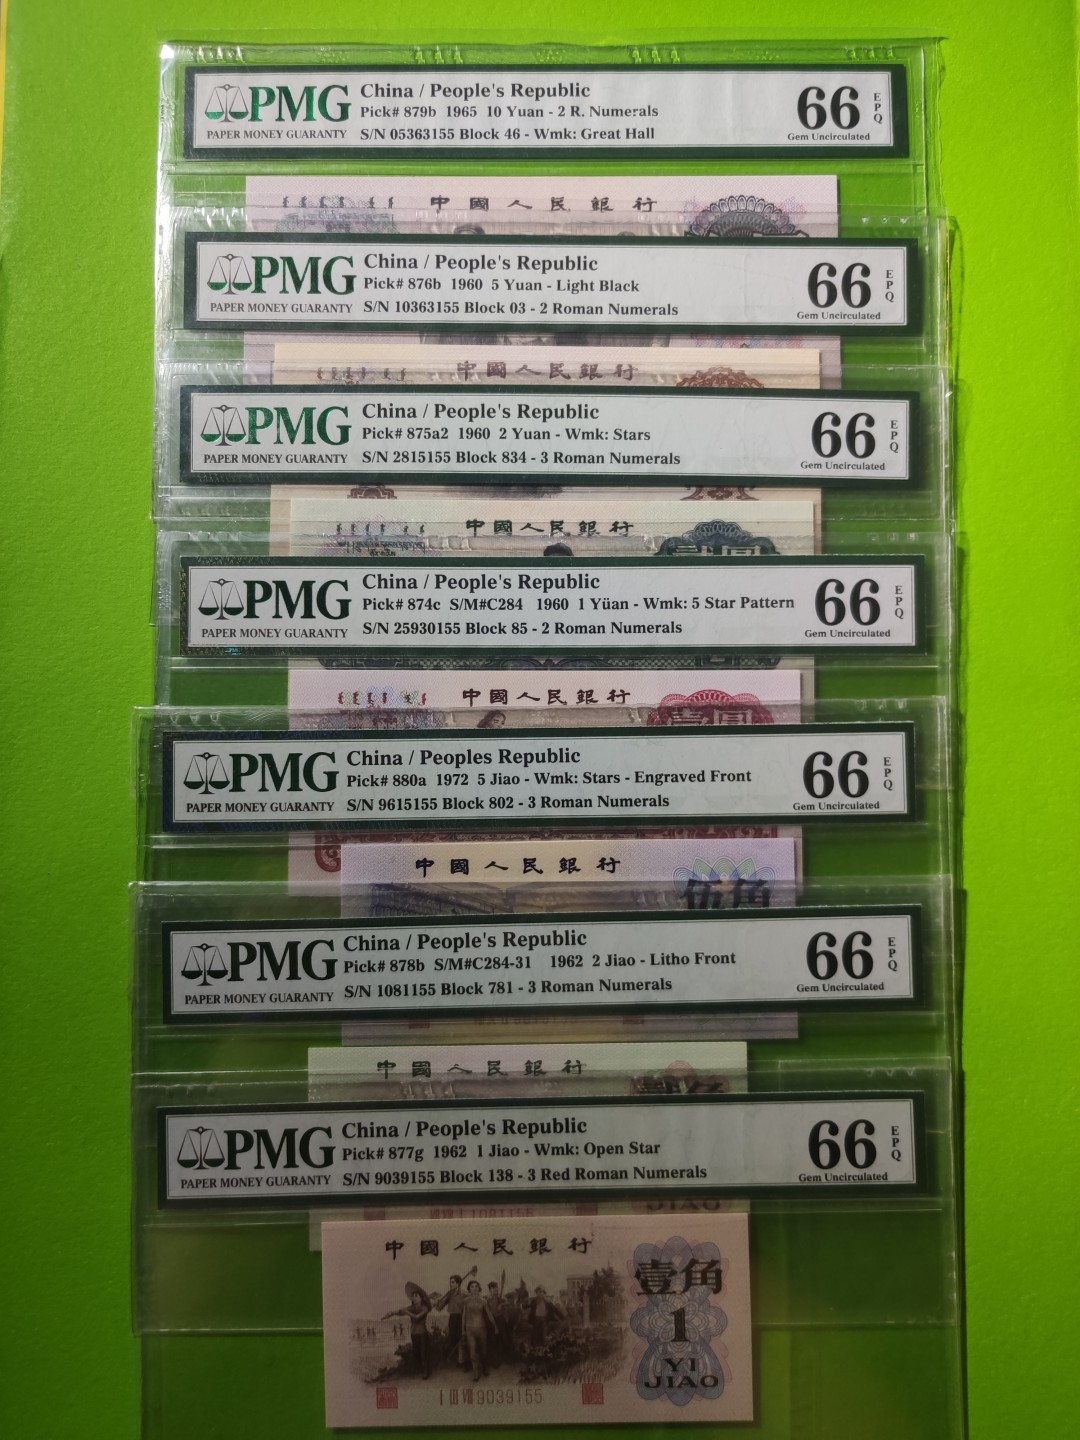 PMG
PAPER MONEY GUARANTY
China / People's Republic
Pick# 879b 1965 10 Yuan - 2 R. Numerals
S/N 05363155 Block 46 - Wmk: Great Hall
66 EPQ
Gem Uncirculated
中國人民銀行
PMG
PAPER MONEY GUARANTY
China / People's Republic
Pick# 876b 1960 5 Yuan - Light Black
S/N 10363155 Block 03 - 2 Roman Numerals
66 EPQ
Gem Uncirculated
中國人民銀行
PMG
PAPER MONEY GUARANTY
China / People's Republic
Pick# 875a2 1960 2 Yuan - Wmk: Stars
S/N 2815155 Block 834 - 3 Roman Numerals
66 EPQ
Gem Uncirculated
中國人民銀行
PMG
PAPER MONEY GUARANTY
China / People's Republic
Pick# 874c S/M#C284 1960 1 Yüan - Wmk: 5 Star Pattern
S/N 25930155 Block 85 - 2 Roman Numerals
66 EPQ
Gem Uncirculated
中國人民銀行
壹圓
PMG
PAPER MONEY GUARANTY
China / Peoples Republic
Pick# 880a 1972 5 Jiao - Wmk: Stars - Engraved Front
S/N 9615155 Block 802 - 3 Roman Numerals
66 EPQ
Gem Uncirculated
中國人民銀行
伍角
PMG
PAPER MONEY GUARANTY
China / People's Republic
Pick# 878b S/M#C284-31 1962 2 Jiao - Litho Front
S/N 1081155 Block 781 - 3 Roman Numerals
66 EPQ
Gem Uncirculated
中國人民銀行
PMG
PAPER MONEY GUARANTY
China / People's Republic
Pick# 877g 1962 1 Jiao - Wmk: Open Star
S/N 9039155 Block 138 - 3 Red Roman Numerals
66 EPQ
Gem Uncirculated
1081155
JIAO
中國人民銀行
壹角
1
YI
JIAO
I III VIII 9039155